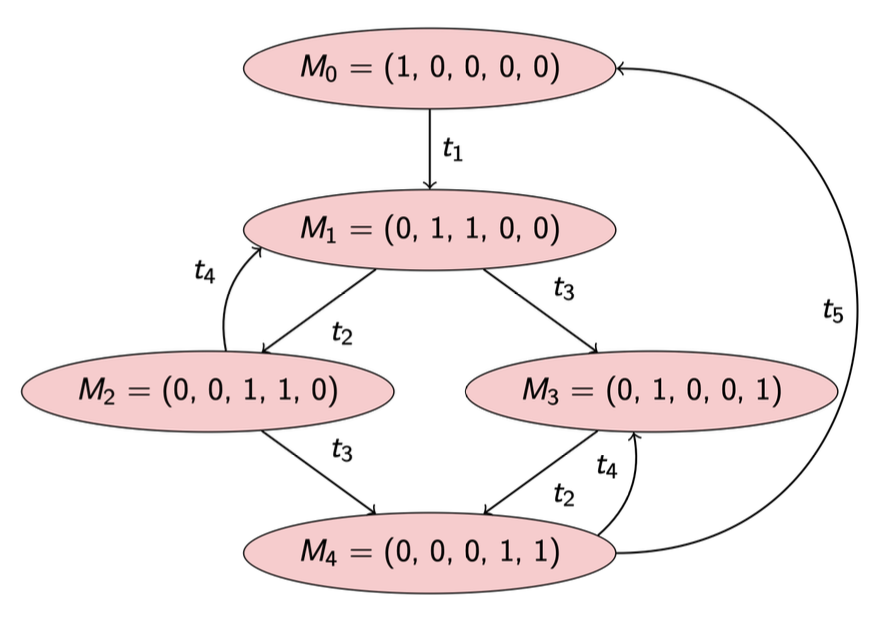 M₀ = (1, 0, 0, 0, 0)
t₁
M₁ = (0, 1, 1, 0, 0)
t₄
t₃
t₂
t₅
M₂ = (0, 0, 1, 1, 0)
M₃ = (0, 1, 0, 0, 1)
t₃
t₄
t₂
M₄ = (0, 0, 0, 1, 1)